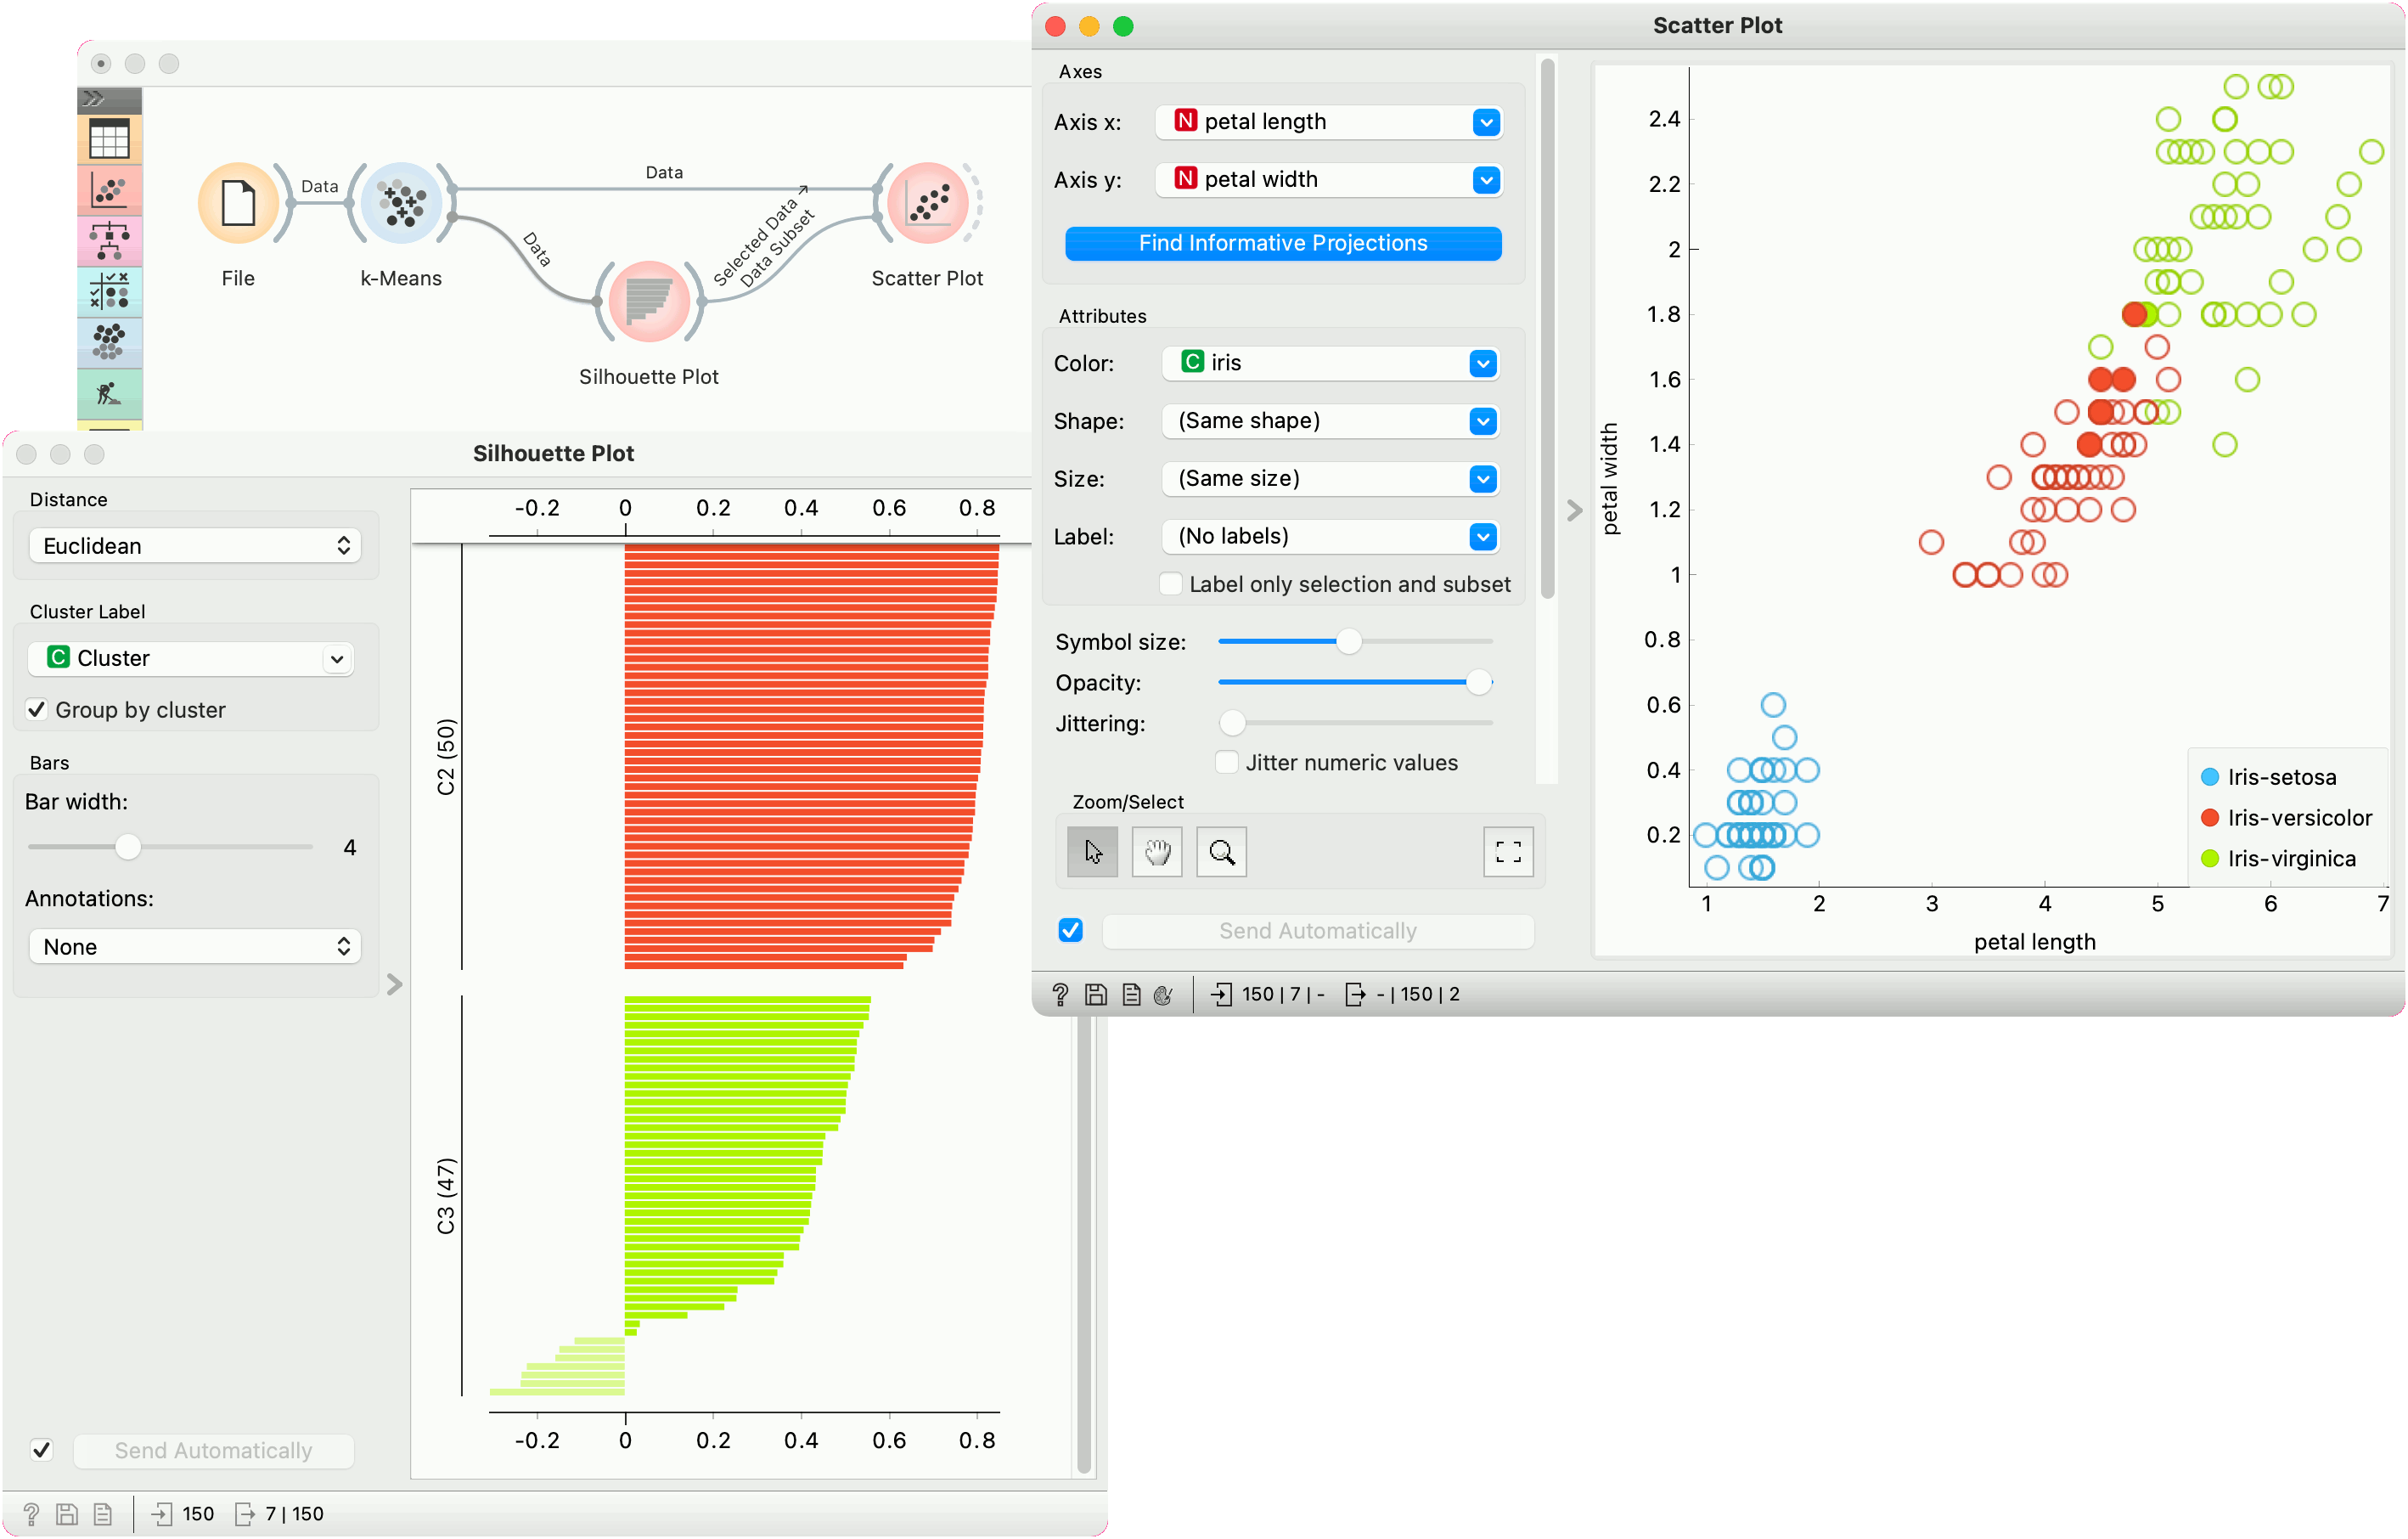 Data
Data
Data
Selected Data
Data Subset
File
k-Means
Silhouette Plot
Scatter Plot
Silhouette Plot
Distance
Euclidean
Cluster Label
C Cluster
Group by cluster
Bars
Bar width:
4
Annotations:
None
Send Automatically
150
7 | 150
-0.2 0 0.2 0.4 0.6 0.8
C2 (50)
C3 (47)
-0.2 0 0.2 0.4 0.6 0.8
Scatter Plot
Axes
Axis x: N petal length
Axis y: N petal width
Find Informative Projections
Attributes
Color: C iris
Shape: (Same shape)
Size: (Same size)
Label: (No labels)
Label only selection and subset
Symbol size:
Opacity:
Jittering:
Jitter numeric values
Zoom/Select
Send Automatically
? 150 | 7 | - - | 150 | 2
petal width
2.4
2.2
2
1.8
1.6
1.4
1.2
1
0.8
0.6
0.4
0.2
1 2 3 4 5 6 7
petal length
Iris-setosa
Iris-versicolor
Iris-virginica